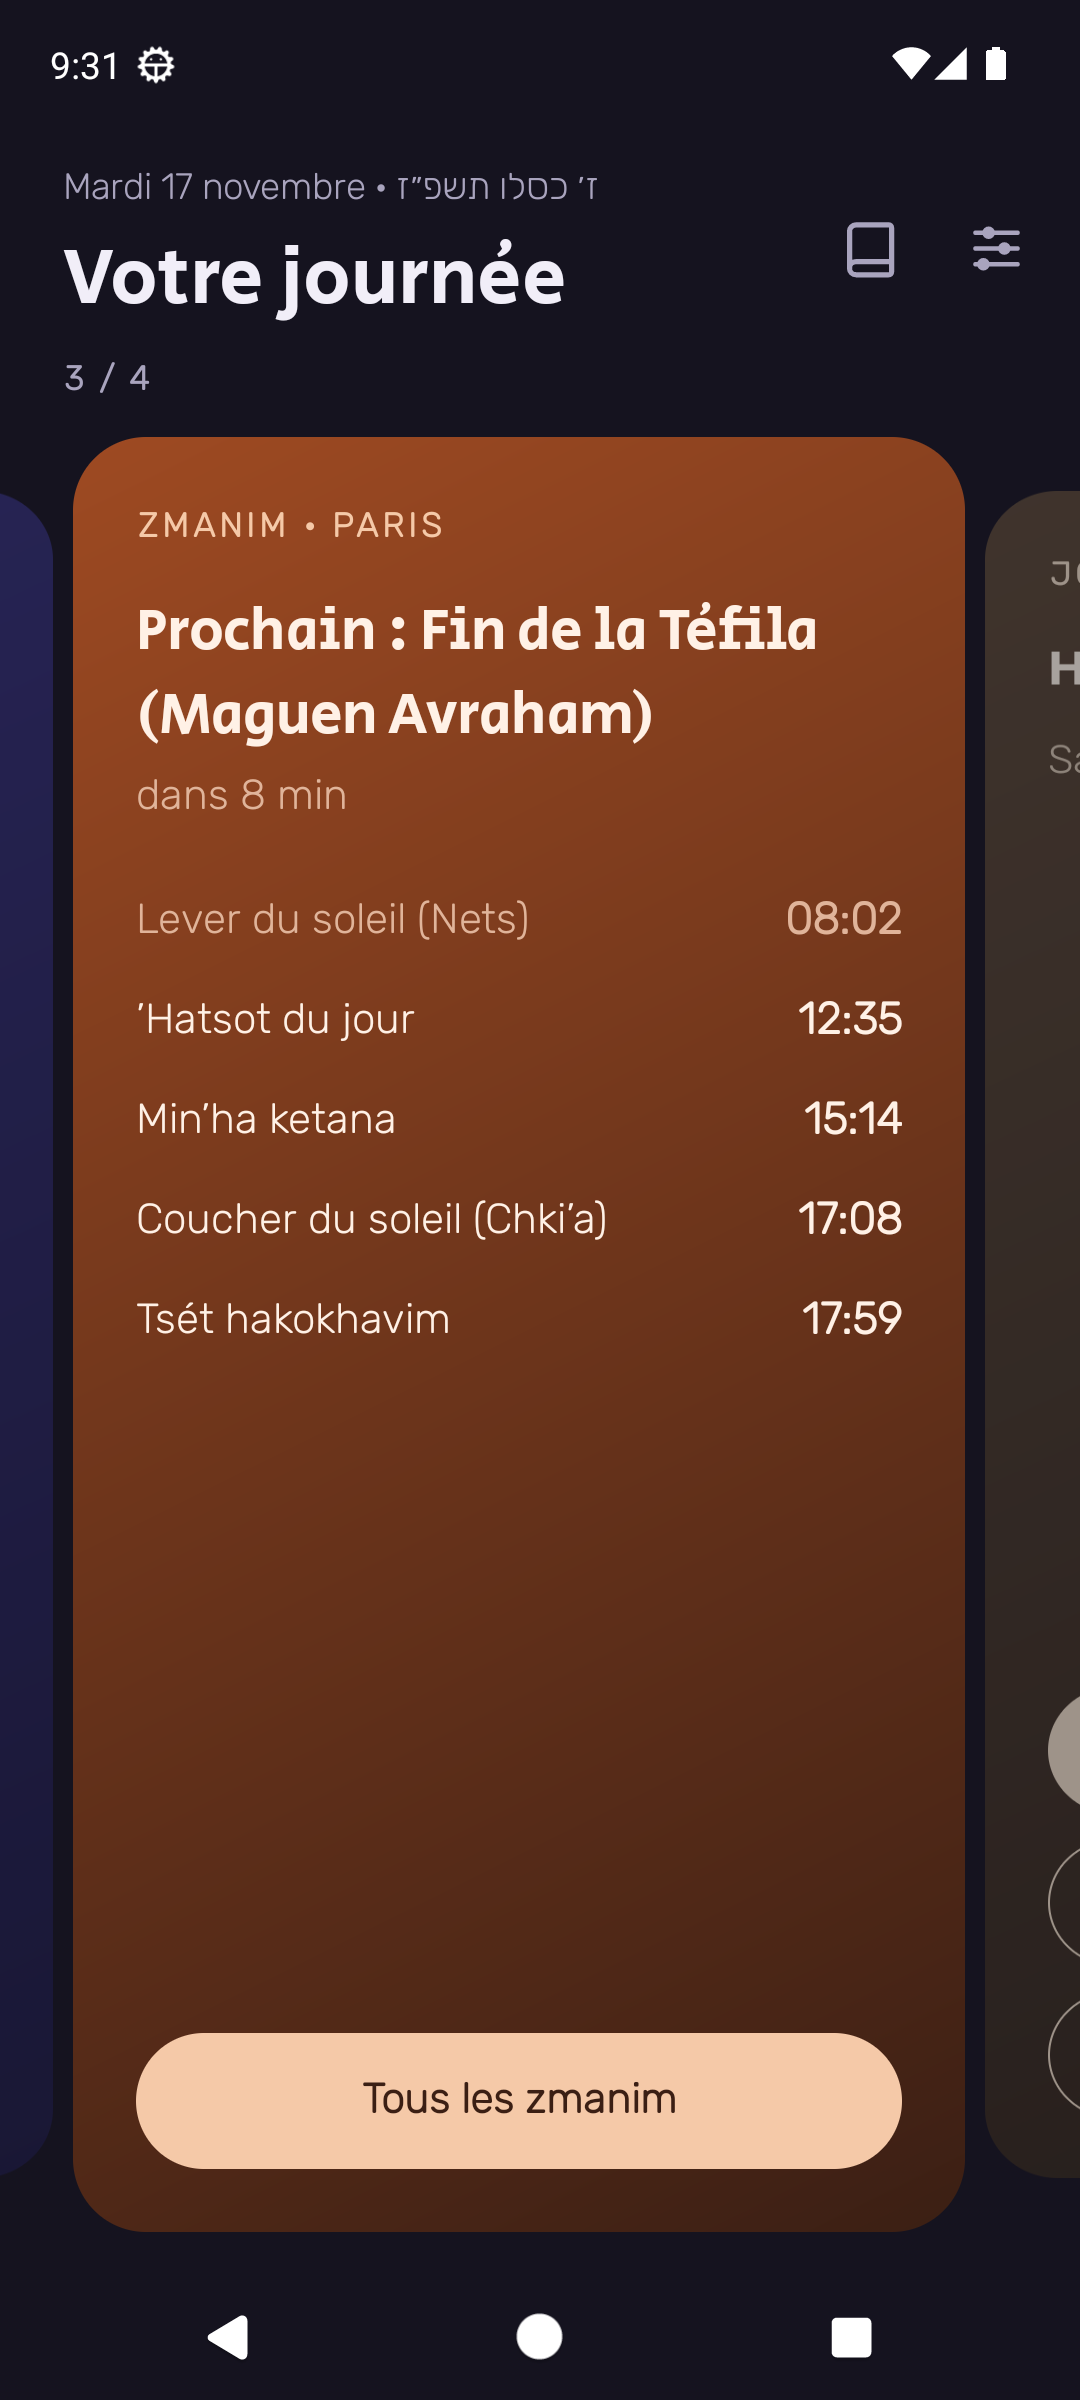 9:31
Mardi 17 novembre • ז׳ כסלו תשפ״ז
Votre journée
3 / 4
ZMANIM • PARIS
Prochain : Fin de la Téfila
(Maguen Avraham)
dans 8 min
Lever du soleil (Nets) 08:02
’Hatsot du jour 12:35
Min’ha ketana 15:14
Coucher du soleil (Chki’a) 17:08
Tsét hakokhavim 17:59
Tous les zmanim